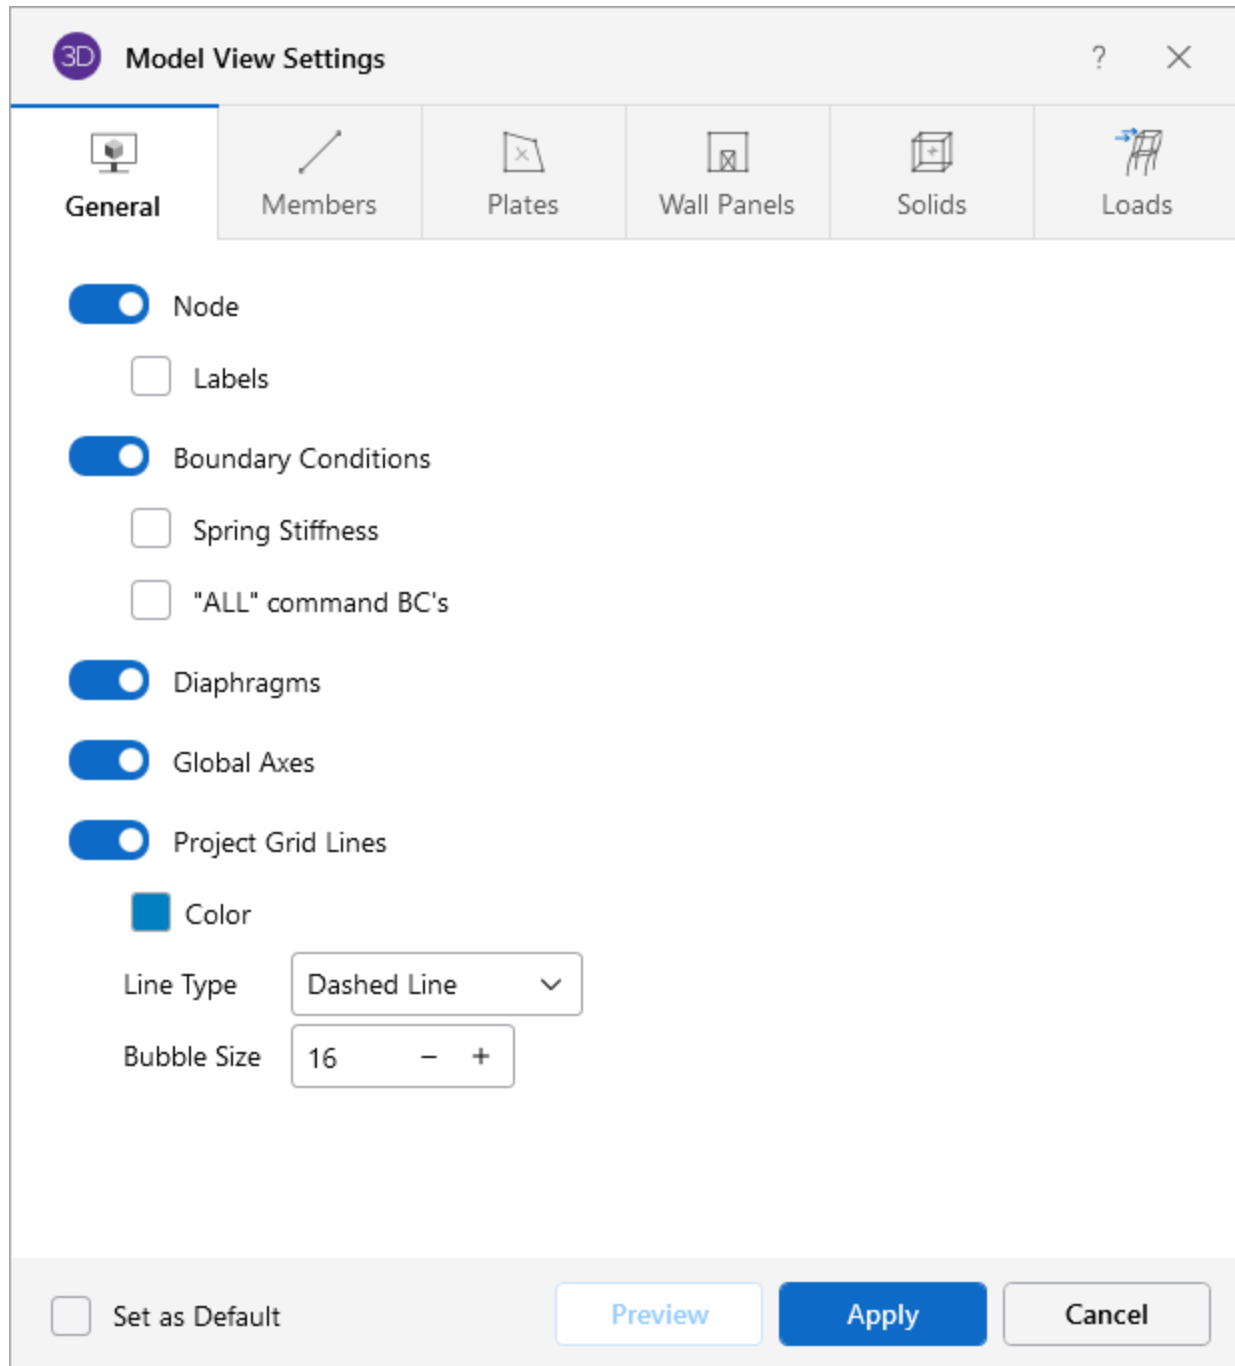 3D Model View Settings ?
General Members Plates Wall Panels Solids Loads
Node
Labels
Boundary Conditions
Spring Stiffness
"ALL" command BC's
Diaphragms
Global Axes
Project Grid Lines
Color
Line Type Dashed Line
Bubble Size 16 − +
Set as Default Preview Apply Cancel